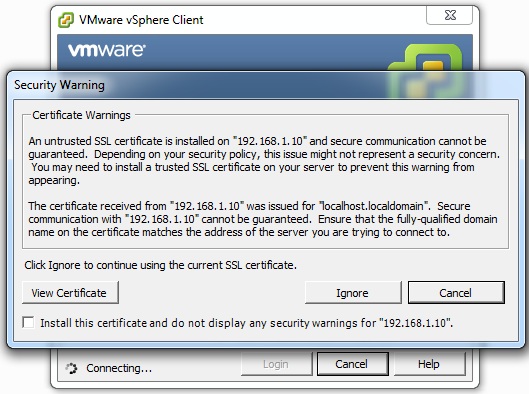 VMware vSphere Client
vmware
Security Warning
Certificate Warnings
An untrusted SSL certificate is installed on "192.168.1.10" and secure communication cannot be
guaranteed. Depending on your security policy, this issue might not represent a security concern.
You may need to install a trusted SSL certificate on your server to prevent this warning from
appearing.
The certificate received from "192.168.1.10" was issued for "localhost.localdomain". Secure
communication with "192.168.1.10" cannot be guaranteed. Ensure that the fully-qualified domain
name on the certificate matches the address of the server you are trying to connect to.
Click Ignore to continue using the current SSL certificate.
View Certificate Ignore Cancel
Install this certificate and do not display any security warnings for "192.168.1.10".
Connecting... Login Cancel Help